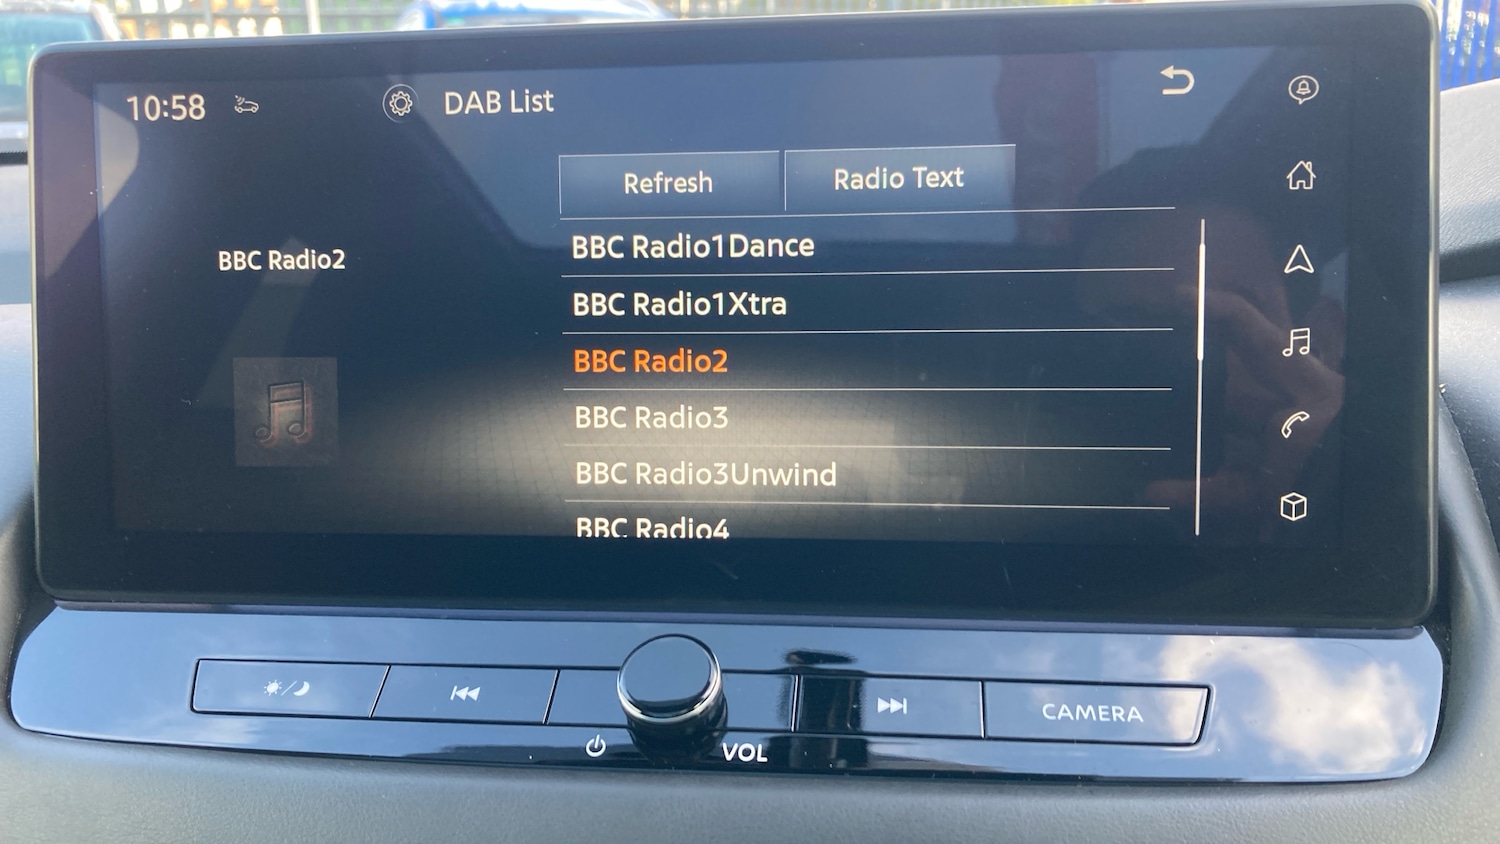 10:58
DAB List
Refresh
Radio Text
BBC Radio2
BBC Radio1Dance
BBC Radio1Xtra
BBC Radio2
BBC Radio3
BBC Radio3Unwind
BBC Radio4
CAMERA
VOL